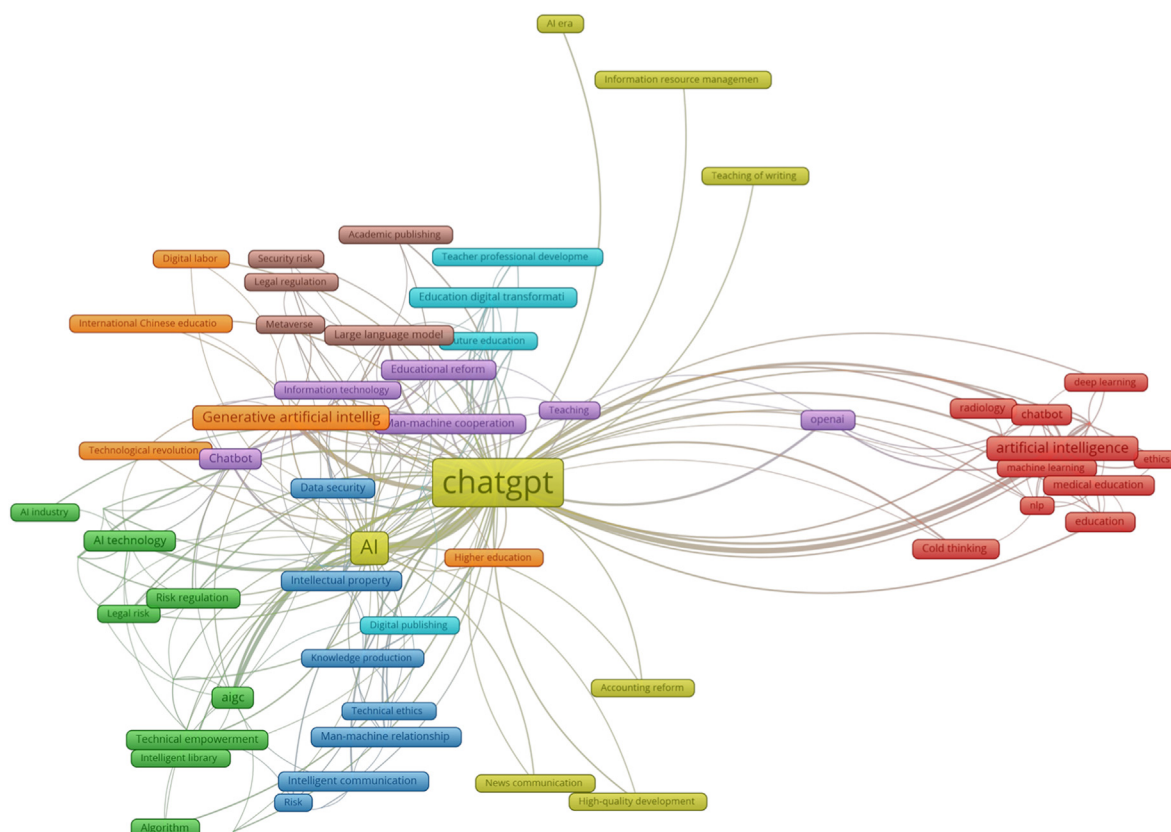 AI era
Information resource managemen
Teaching of writing
Academic publishing
Digital labor
Security risk
Teacher professional developme
Legal regulation
Education digital transformati
International Chinese educatio
Metaverse
Large language model
uture education
Educational reform
deep learning
Information technology
radiology
chatbot
Teaching
Generative artificial intellig
Man-machine cooperation
openai
artificial intelligence
Technological revolution
Chatbot
ethics
machine learning
chatgpt
Data security
medical education
nlp
AI industry
education
AI technology
AI
Cold thinking
Higher education
Intellectual property
Risk regulation
Legal risk
Digital publishing
Knowledge production
Accounting reform
aigc
Technical ethics
Man-machine relationship
Technical empowerment
Intelligent library
Intelligent communication
News communication
Risk
High-quality development
Algorithm